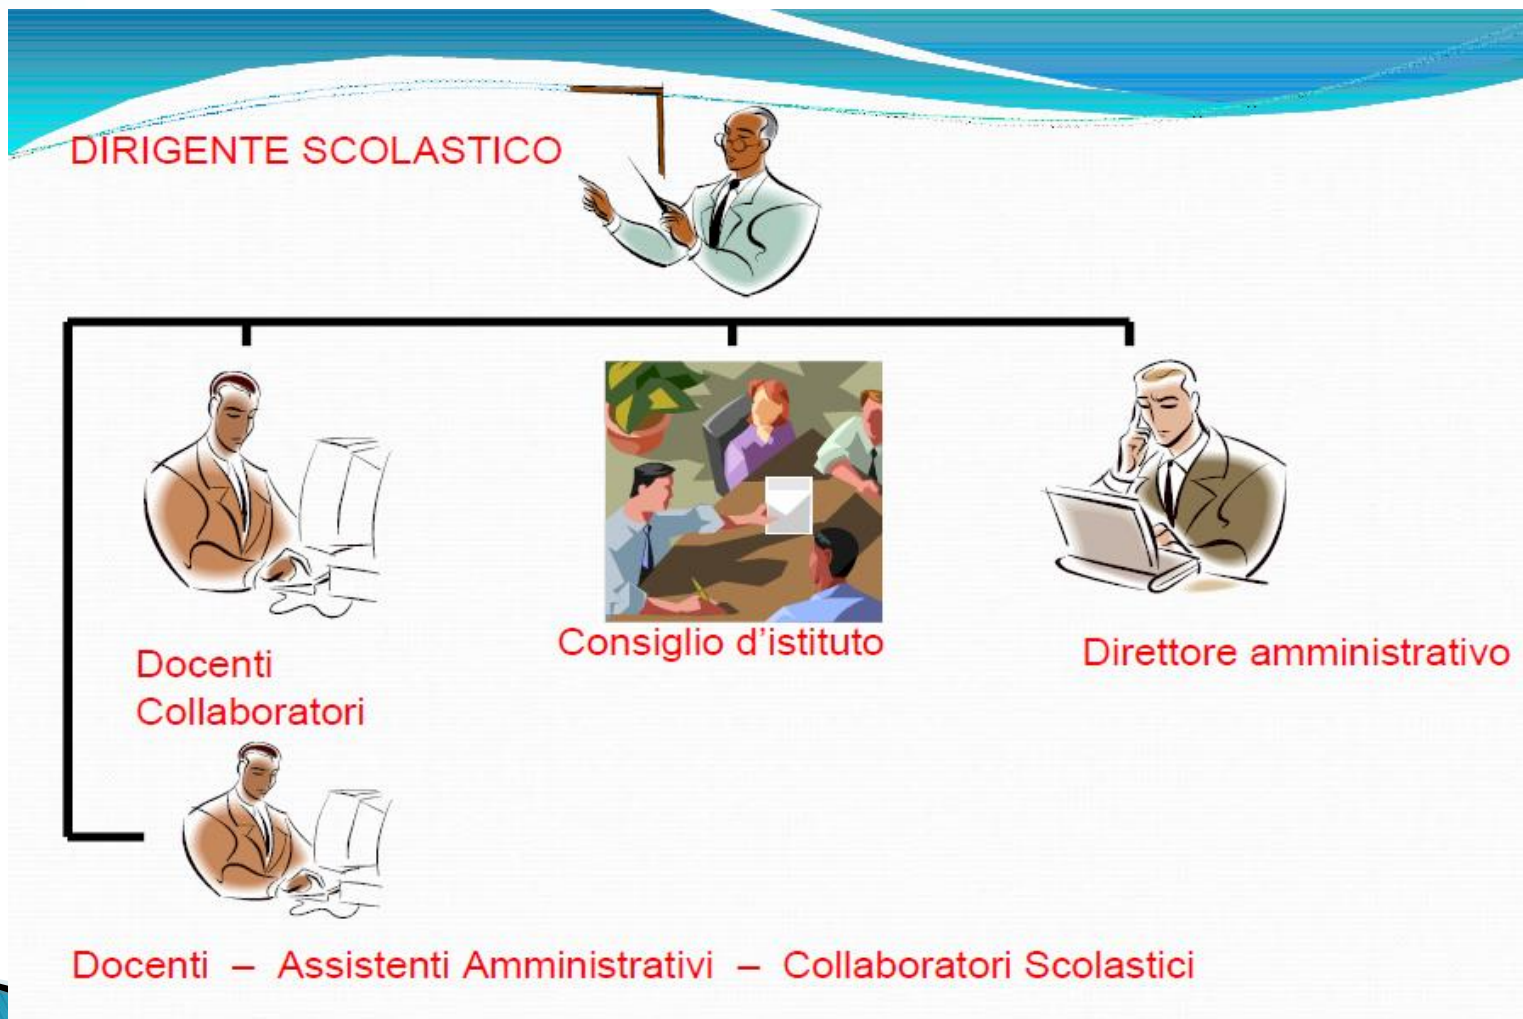 DIRIGENTE SCOLASTICO
Docenti
Collaboratori
Consiglio d'istituto
Direttore amministrativo
Docenti – Assistenti Amministrativi – Collaboratori Scolastici